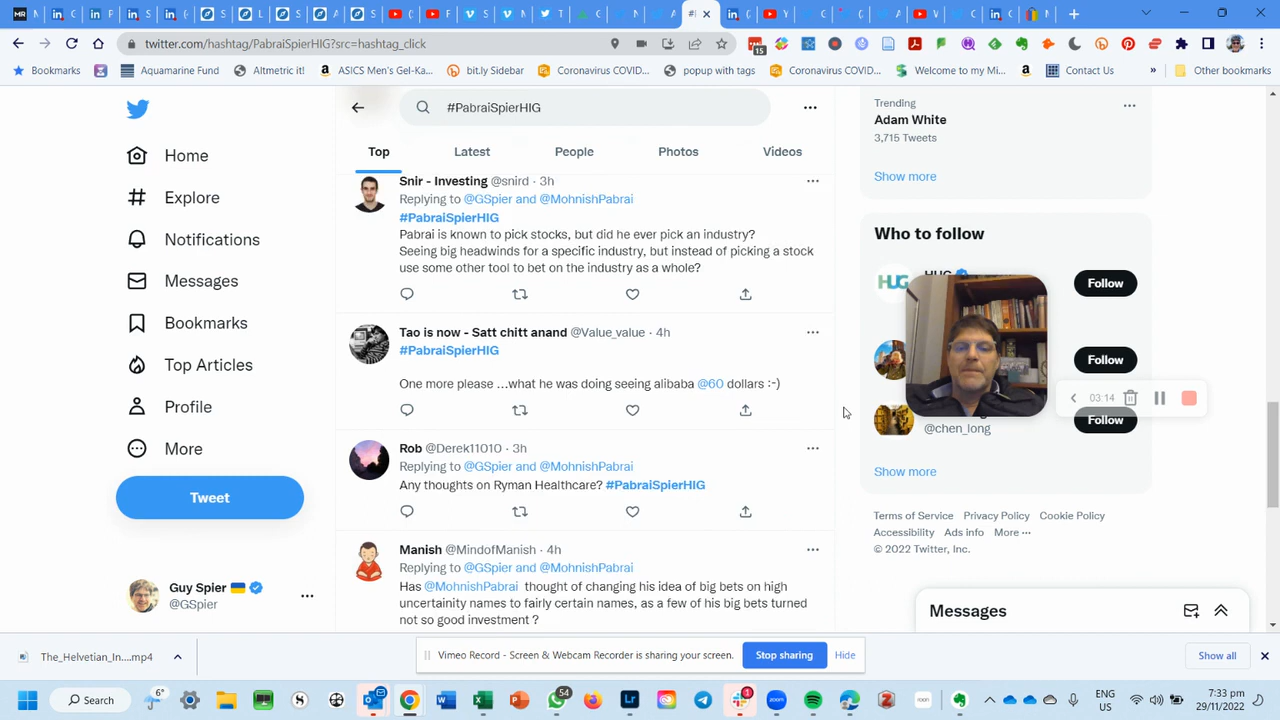 twitter.com/hashtag/PabraiSpierHIG?src=hashtag_click
15
Bookmarks
Aquamarine Fund
Altmetric it!
ASICS Men's Gel-Ka...
bit.ly Sidebar
Coronavirus COVID...
popup with tags
Coronavirus COVID...
Welcome to my Mi...
Contact Us
»
Other bookmarks
#PabraiSpierHIG
Top
Latest
People
Photos
Videos
Home
Explore
Notifications
Messages
Bookmarks
Top Articles
Profile
More
Tweet
Guy Spier
@GSpier
Snir - Investing @snird · 3h
Replying to @GSpier and @MohnishPabrai
#PabraiSpierHIG
Pabrai is known to pick stocks, but did he ever pick an industry?
Seeing big headwinds for a specific industry, but instead of picking a stock
use some other tool to bet on the industry as a whole?
Tao is now - Satt chitt anand @Value_value · 4h
#PabraiSpierHIG
One more please ...what he was doing seeing alibaba @60 dollars :-)
Rob @Derek11010 · 3h
Replying to @GSpier and @MohnishPabrai
Any thoughts on Ryman Healthcare? #PabraiSpierHIG
Manish @MindofManish · 4h
Replying to @GSpier and @MohnishPabrai
Has @MohnishPabrai thought of changing his idea of big bets on high
uncertainity names to fairly certain names, as a few of his big bets turned
not so good investment ?
Trending
Adam White
3,715 Tweets
Show more
Who to follow
HUG
Follow
Follow
03:14
Follow
@chen_long
Show more
Terms of Service Privacy Policy Cookie Policy
Accessibility Ads info More ···
© 2022 Twitter, Inc.
Messages
The_Helvetian_In....mp4
Vimeo Record - Screen & Webcam Recorder is sharing your screen.
Stop sharing
Hide
Show all
Search
6°
54
1
zoom
ENG
US
7:33 pm
29/11/2022